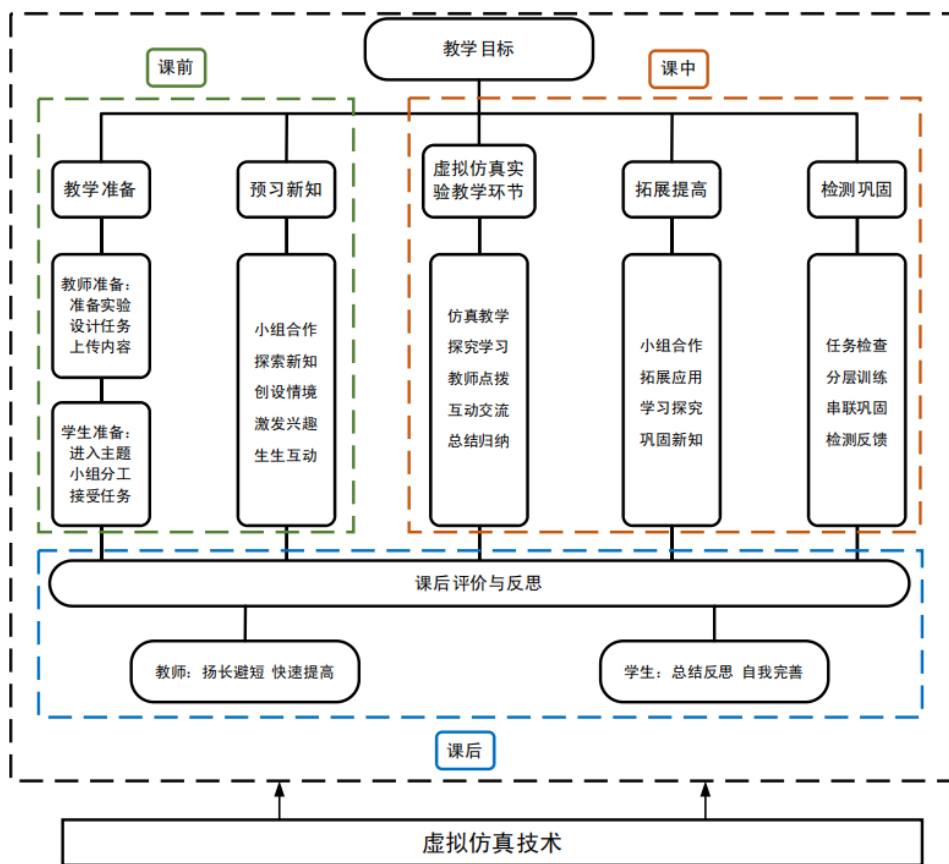 教学目标
课前
课中
教学准备
预习新知
虚拟仿真实
验教学环节
拓展提高
检测巩固
教师准备：
准备实验
设计任务
上传内容
学生准备：
进入主题
小组分工
接受任务
小组合作
探索新知
创设情境
激发兴趣
生生互动
仿真教学
探究学习
教师点拨
互动交流
总结归纳
小组合作
拓展应用
学习探究
巩固新知
任务检查
分层训练
串联巩固
检测反馈
课后评价与反思
教师：扬长避短 快速提高
学生：总结反思 自我完善
课后
虚拟仿真技术